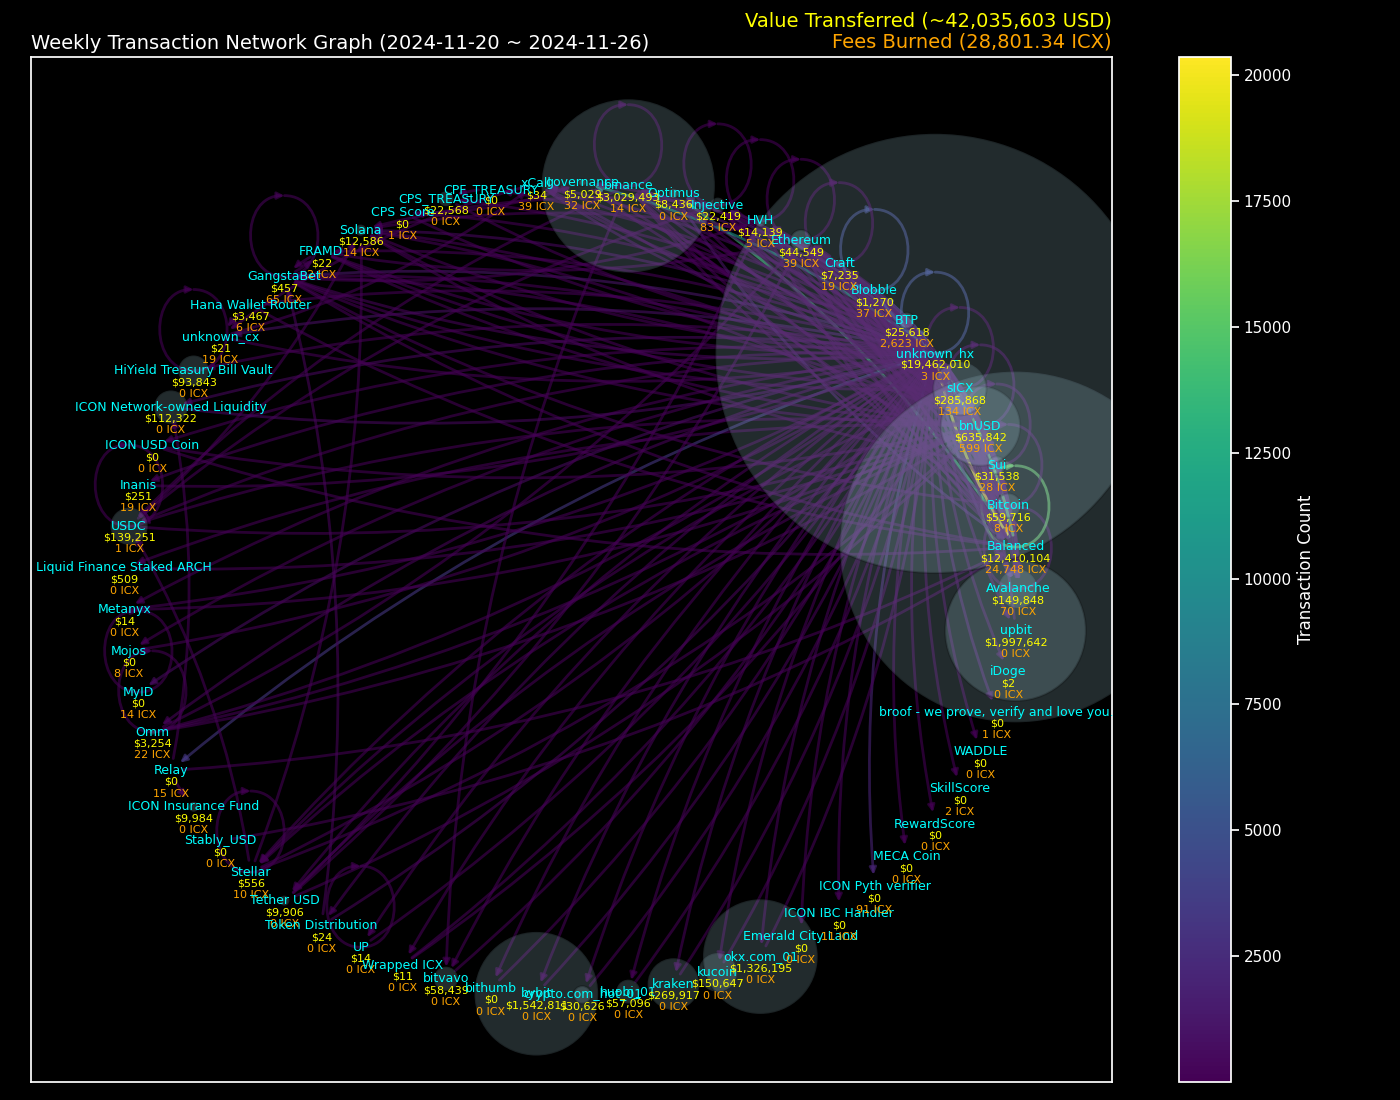 Value Transferred (~42,035,603 USD)
Weekly Transaction Network Graph (2024-11-20 ~ 2024-11-26)
Fees Burned (28,801.34 ICX)
governance
$5,029
32 ICX
binance
14 ICX
xCall
$34
39 ICX
CPF_TREASURY
$0
0 ICX
CPS_TREASURY
$22,568
0 ICX
CPS Score
$0
1 ICX
Solana
$12,586
14 ICX
FRAMD
$22
GangstaBet
$457
65 ICX
Hana Wallet Router
$3,467
6 ICX
unknown_cx
$21
19 ICX
HiYield Treasury Bill Vault
$93,843
0 ICX
ICON Network-owned Liquidity
$112,322
0 ICX
ICON USD Coin
$0
0 ICX
Inanis
$251
19 ICX
USDC
$139,251
1 ICX
Liquid Finance Staked ARCH
$509
0 ICX
Metanyx
$14
0 ICX
Mojos
$0
8 ICX
MyID
$0
14 ICX
Omm
$3,254
22 ICX
Relay
$0
15 ICX
ICON Insurance Fund
$9,984
0 ICX
Stably_USD
$0
0 ICX
Stellar
$556
10 ICX
Tether USD
$9,906
0 ICX
Token Distribution
$24
0 ICX
UP
$14
0 ICX
Wrapped ICX
$11
0 ICX
bitvavo
$58,439
0 ICX
bithumb
$0
0 ICX
bybit
0 ICX
$30,626
0 ICX
$57,096
0 ICX
kraken
$269,917
0 ICX
kucoin
$150,647
0 ICX
okx.com_01
$1,326,195
0 ICX
Emerald City Land
$0
0 ICX
ICON IBC Handler
$0
ICON Pyth verifier
$0
91 ICX
MECA Coin
$0
0 ICX
RewardScore
$0
0 ICX
SkillScore
$0
2 ICX
WADDLE
$0
0 ICX
broof - we prove, verify and love you
$0
1 ICX
iDoge
$2
0 ICX
upbit
$1,997,642
0 ICX
Avalanche
$149,848
70 ICX
Balanced
$12,410,104
24,748 ICX
Bitcoin
$59,716
8 ICX
Sui
$31,538
28 ICX
bnUSD
$635,842
599 ICX
sICX
$285,868
134 ICX
unknown_hx
$19,462,010
3 ICX
BTP
$25,618
2,623 ICX
Blobble
$1,270
37 ICX
Craft
$7,235
19 ICX
Ethereum
$44,549
39 ICX
HVH
$14,139
5 ICX
Injective
$22,419
83 ICX
Optimus
$8,436
0 ICX
20000
17500
15000
12500
10000
7500
5000
2500
Transaction Count